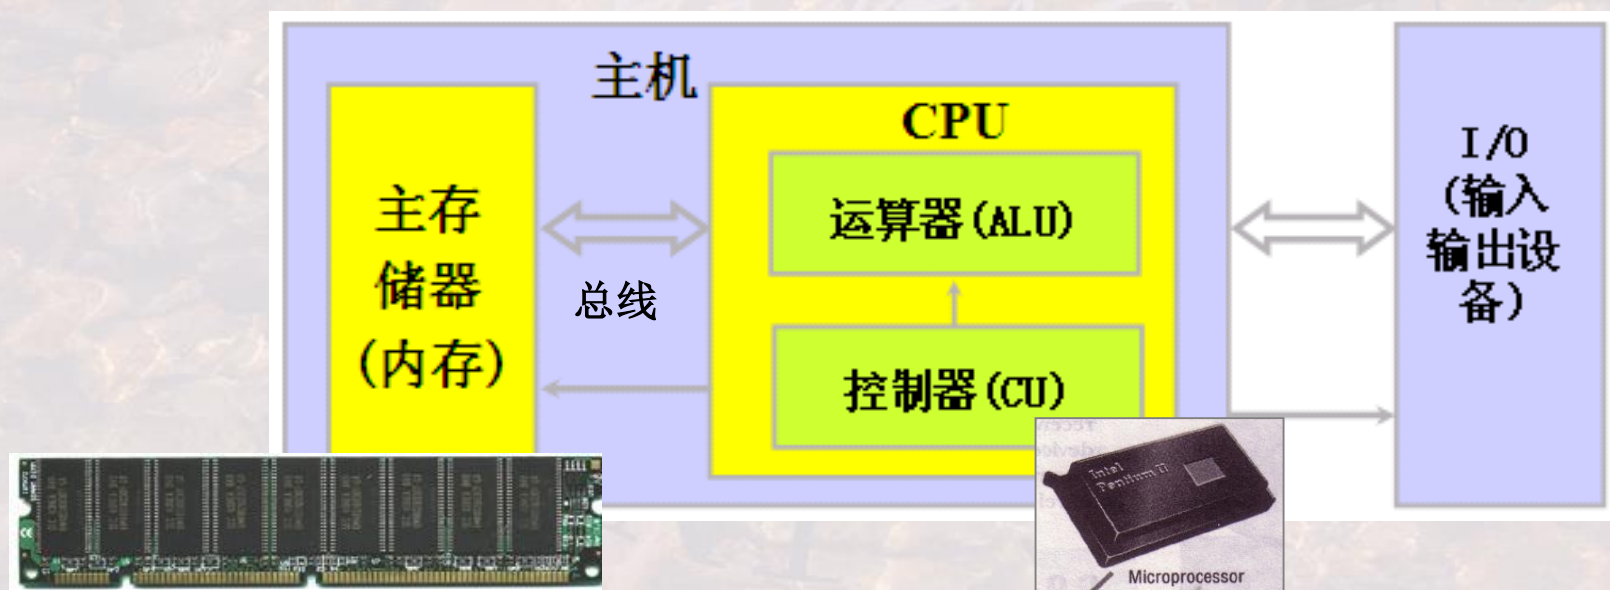 主机
CPU
主存
储器
(内存)
总线
运算器(ALU)
控制器(CU)
I/O
(输入
输出设
备)
Intel
Pentium II
Microprocessor